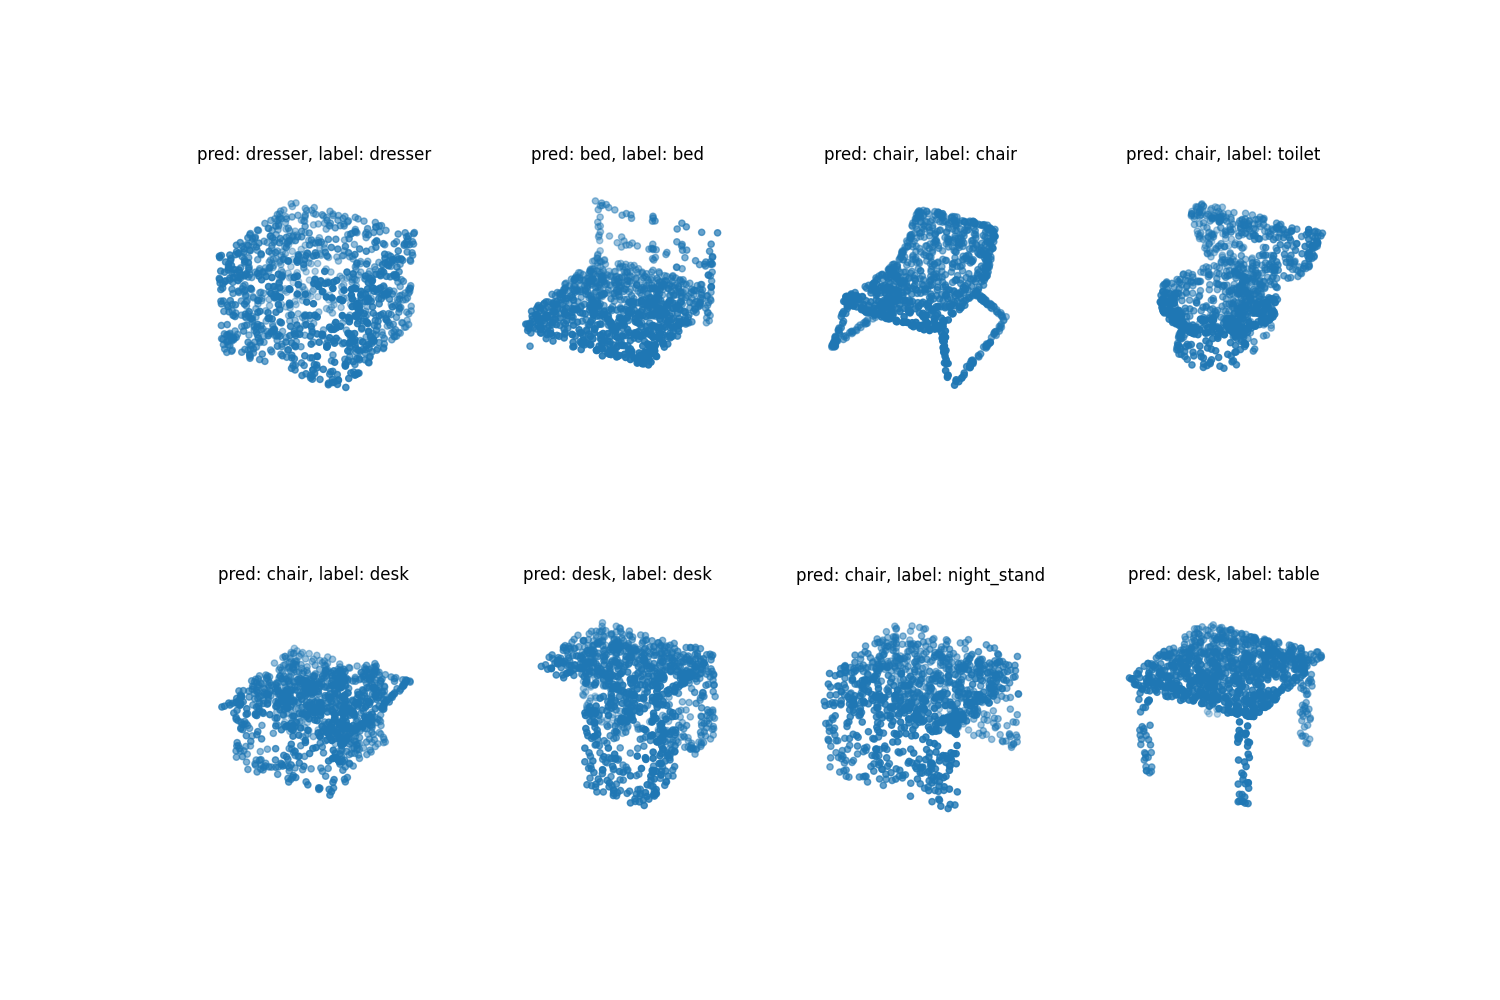 pred: dresser, label: dresser
pred: bed, label: bed
pred: chair, label: chair
pred: chair, label: toilet
pred: chair, label: desk
pred: desk, label: desk
pred: chair, label: night_stand
pred: desk, label: table